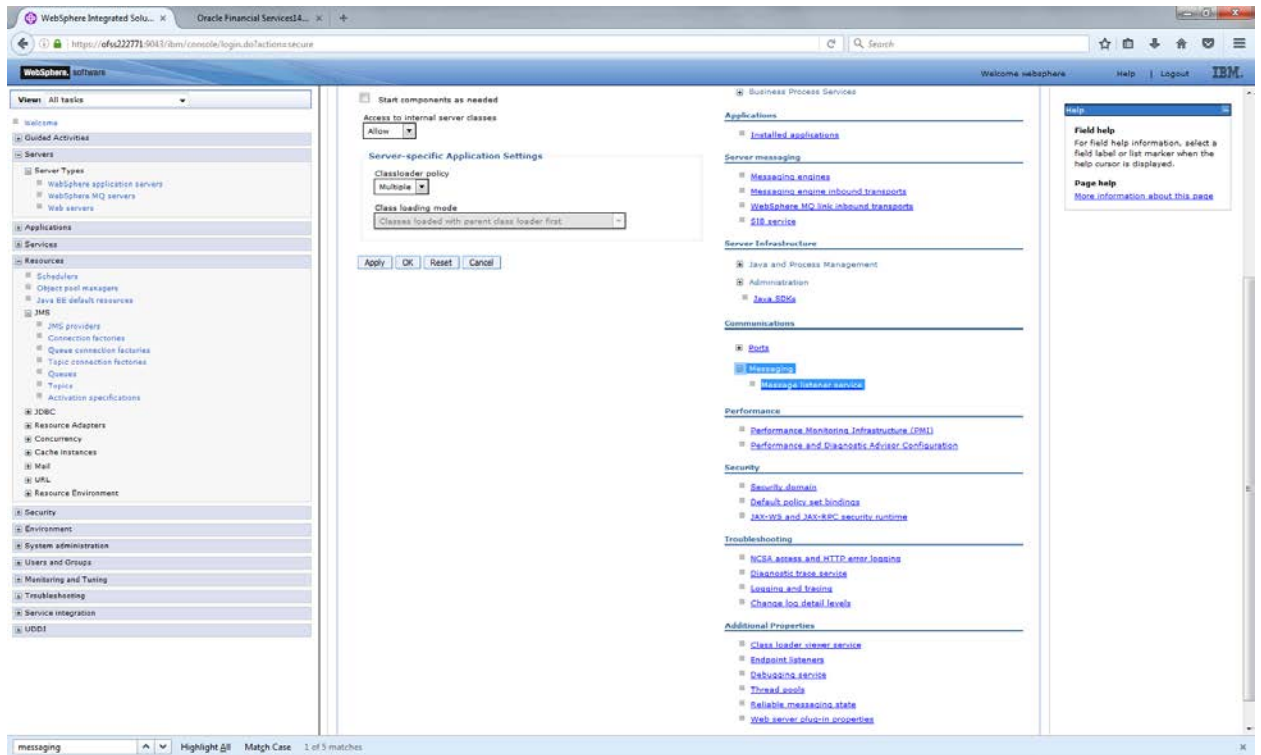 WebSphere Integrated Solu... ×
Oracle Financial Services14... ×
+
https://ofss222771:9043/ibm/console/login.do?action=secure
Search
WebSphere. software
Welcome websphere
Help | Logout
IBM.
View: All tasks
Welcome
Guided Activities
Servers
Server Types
WebSphere application servers
WebSphere MQ servers
Web servers
Applications
Services
Resources
Schedulers
Object pool managers
Java EE default resources
JMS
JMS providers
Connection factories
Queue connection factories
Topic connection factories
Queues
Topics
Activation specifications
JDBC
Resource Adapters
Concurrency
Cache instances
Mail
URL
Resource Environment
Security
Environment
System administration
Users and Groups
Monitoring and Tuning
Troubleshooting
Service integration
UDDI
Start components as needed
Access to internal server classes
Allow
Server-specific Application Settings
Classloader policy
Multiple
Class loading mode
Classes loaded with parent class loader first
Apply OK Reset Cancel
Business Process Services
Applications
Installed applications
Server messaging
Messaging engines
Messaging engine inbound transports
WebSphere MQ link inbound transports
SIB service
Server Infrastructure
Java and Process Management
Administration
Java SDKs
Communications
Ports
Messaging
Message listener service
Performance
Performance Monitoring Infrastructure (PMI)
Performance and Diagnostic Advisor Configuration
Security
Security domain
Default policy set bindings
JAX-WS and JAX-RPC security runtime
Troubleshooting
NCSA access and HTTP error logging
Diagnostic trace service
Logging and tracing
Change log detail levels
Additional Properties
Class loader viewer service
Endpoint listeners
Debugging service
Thread pools
Reliable messaging state
Web server plug-in properties
Help
Field help
For field help information, select a
field label or list marker when the
help cursor is displayed.
Page help
More information about this page
messaging
Highlight All
Match Case
1 of 5 matches